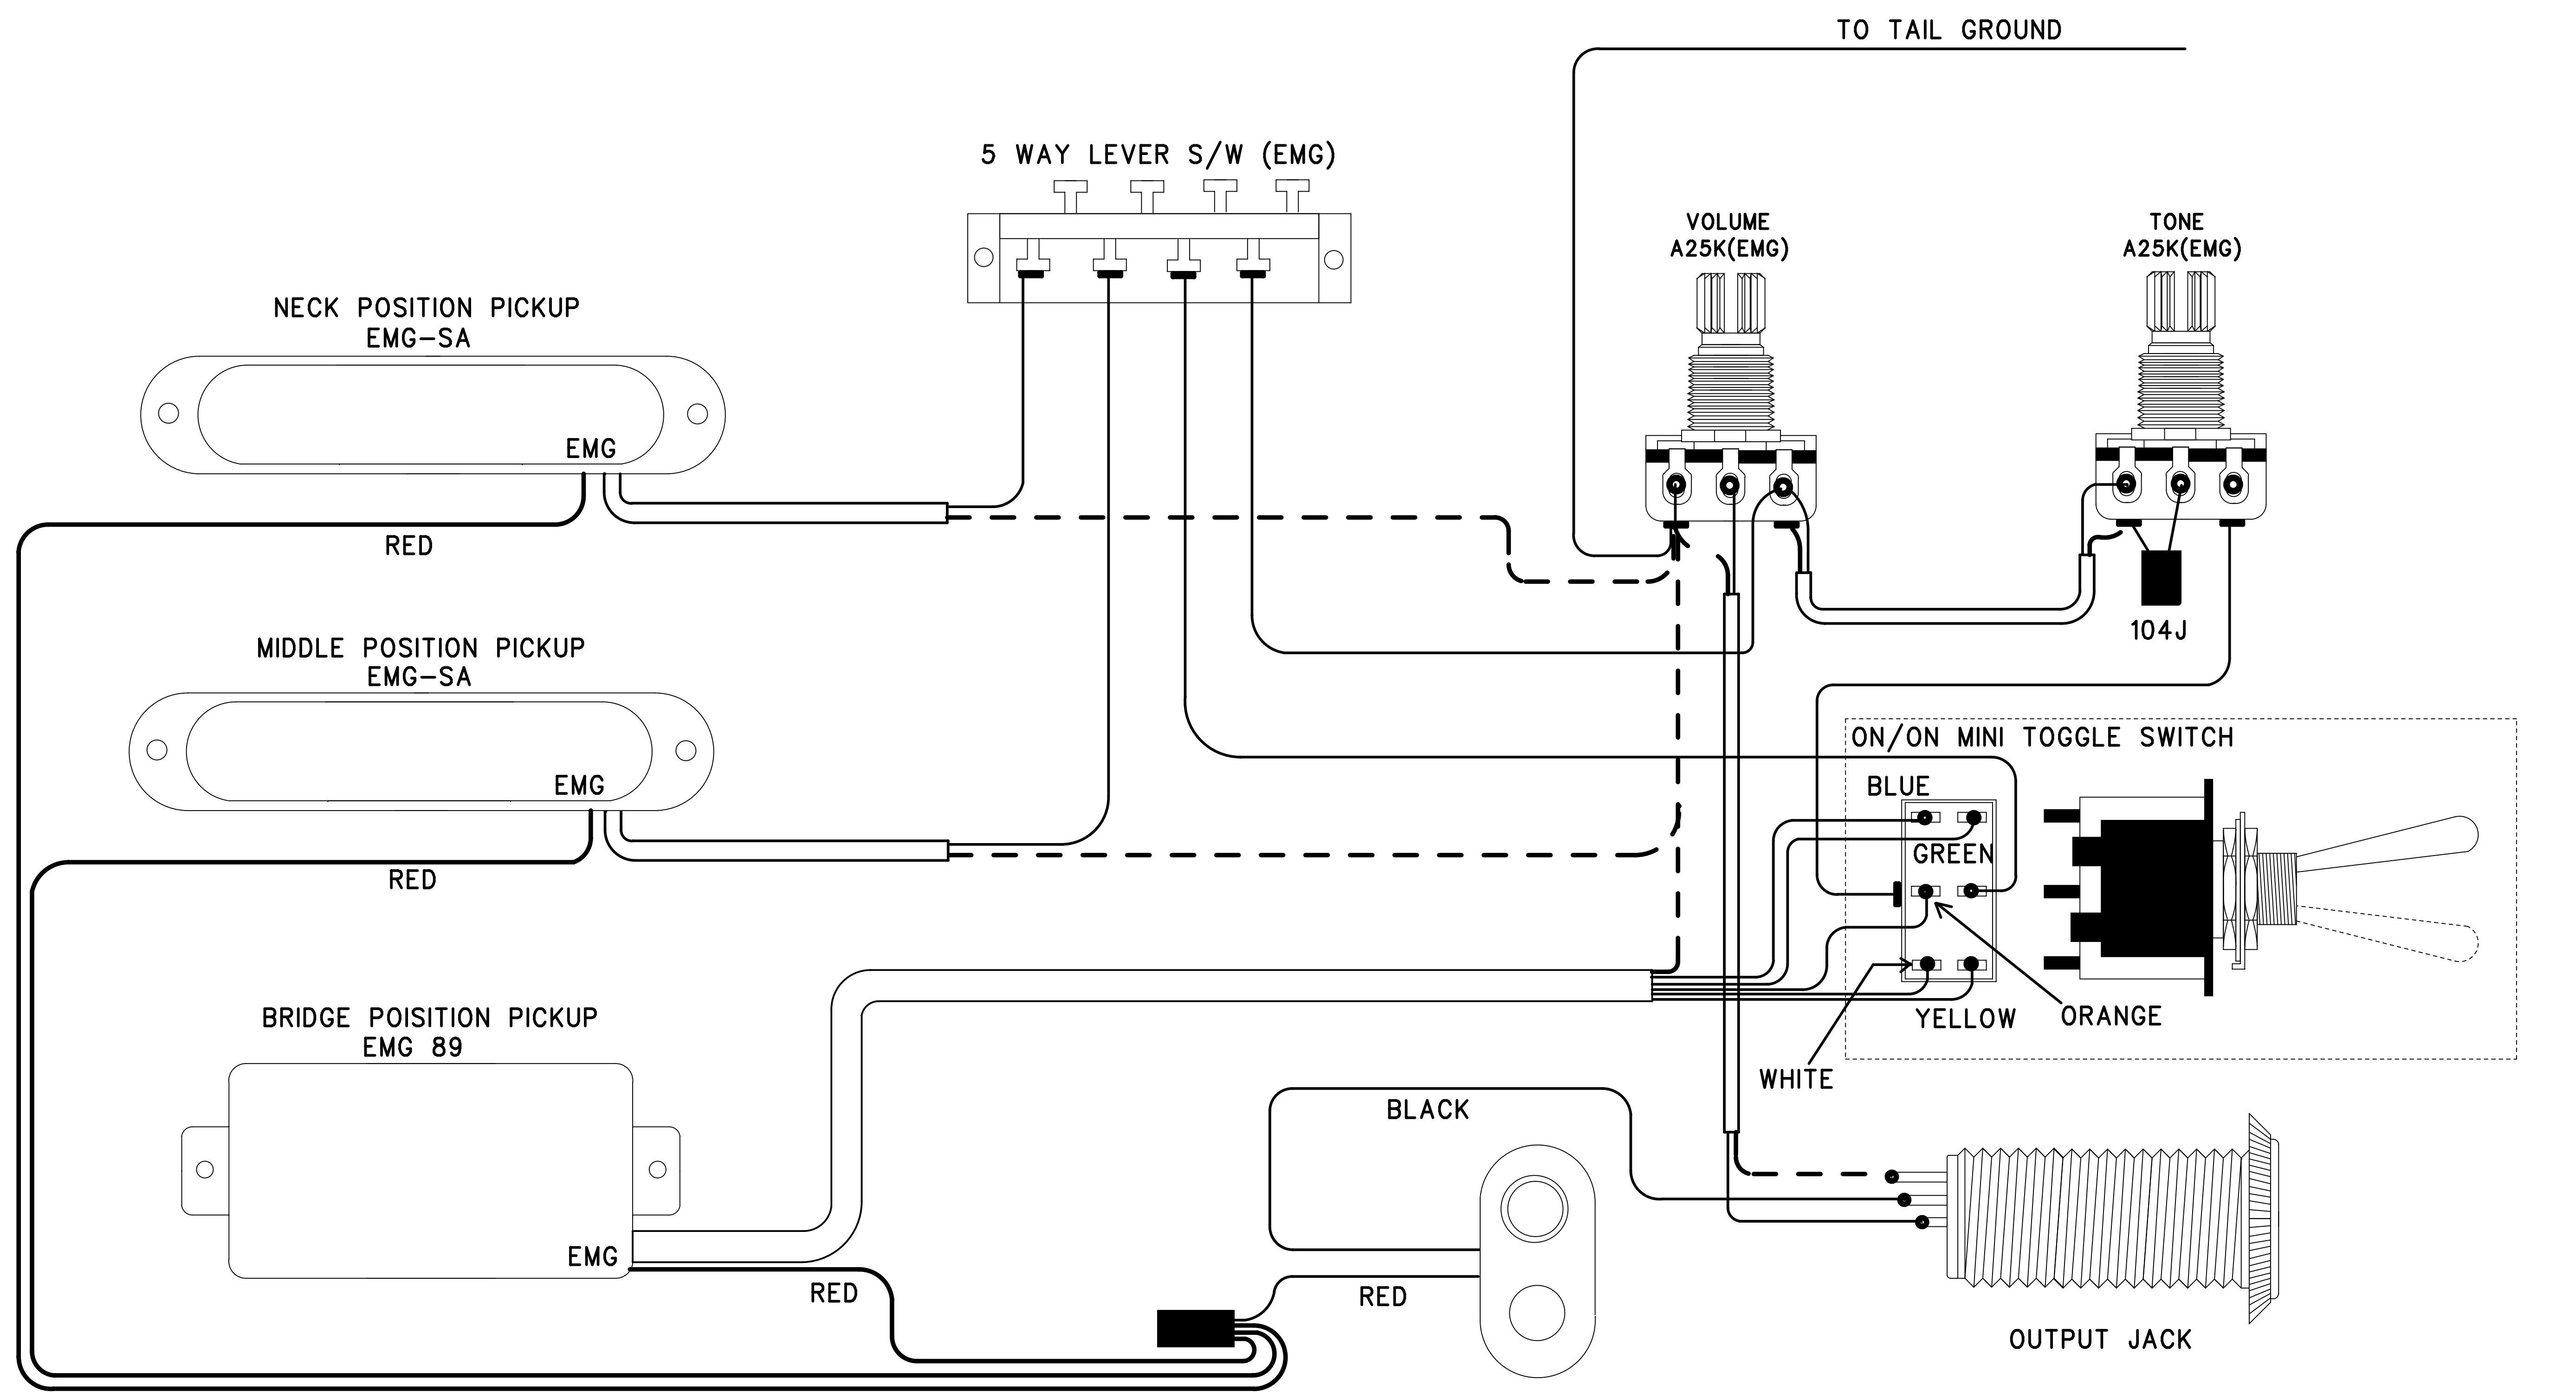 TO TAIL GROUND
5 WAY LEVER S/W (EMG)
VOLUME
A25K(EMG)
TONE
A25K(EMG)
NECK POSITION PICKUP
EMG-SA
EMG
RED
104J
MIDDLE POSITION PICKUP
EMG-SA
EMG
RED
ON/ON MINI TOGGLE SWITCH
BLUE
GREEN
YELLOW
ORANGE
WHITE
BRIDGE POISITION PICKUP
EMG 89
EMG
RED
BLACK
RED
OUTPUT JACK